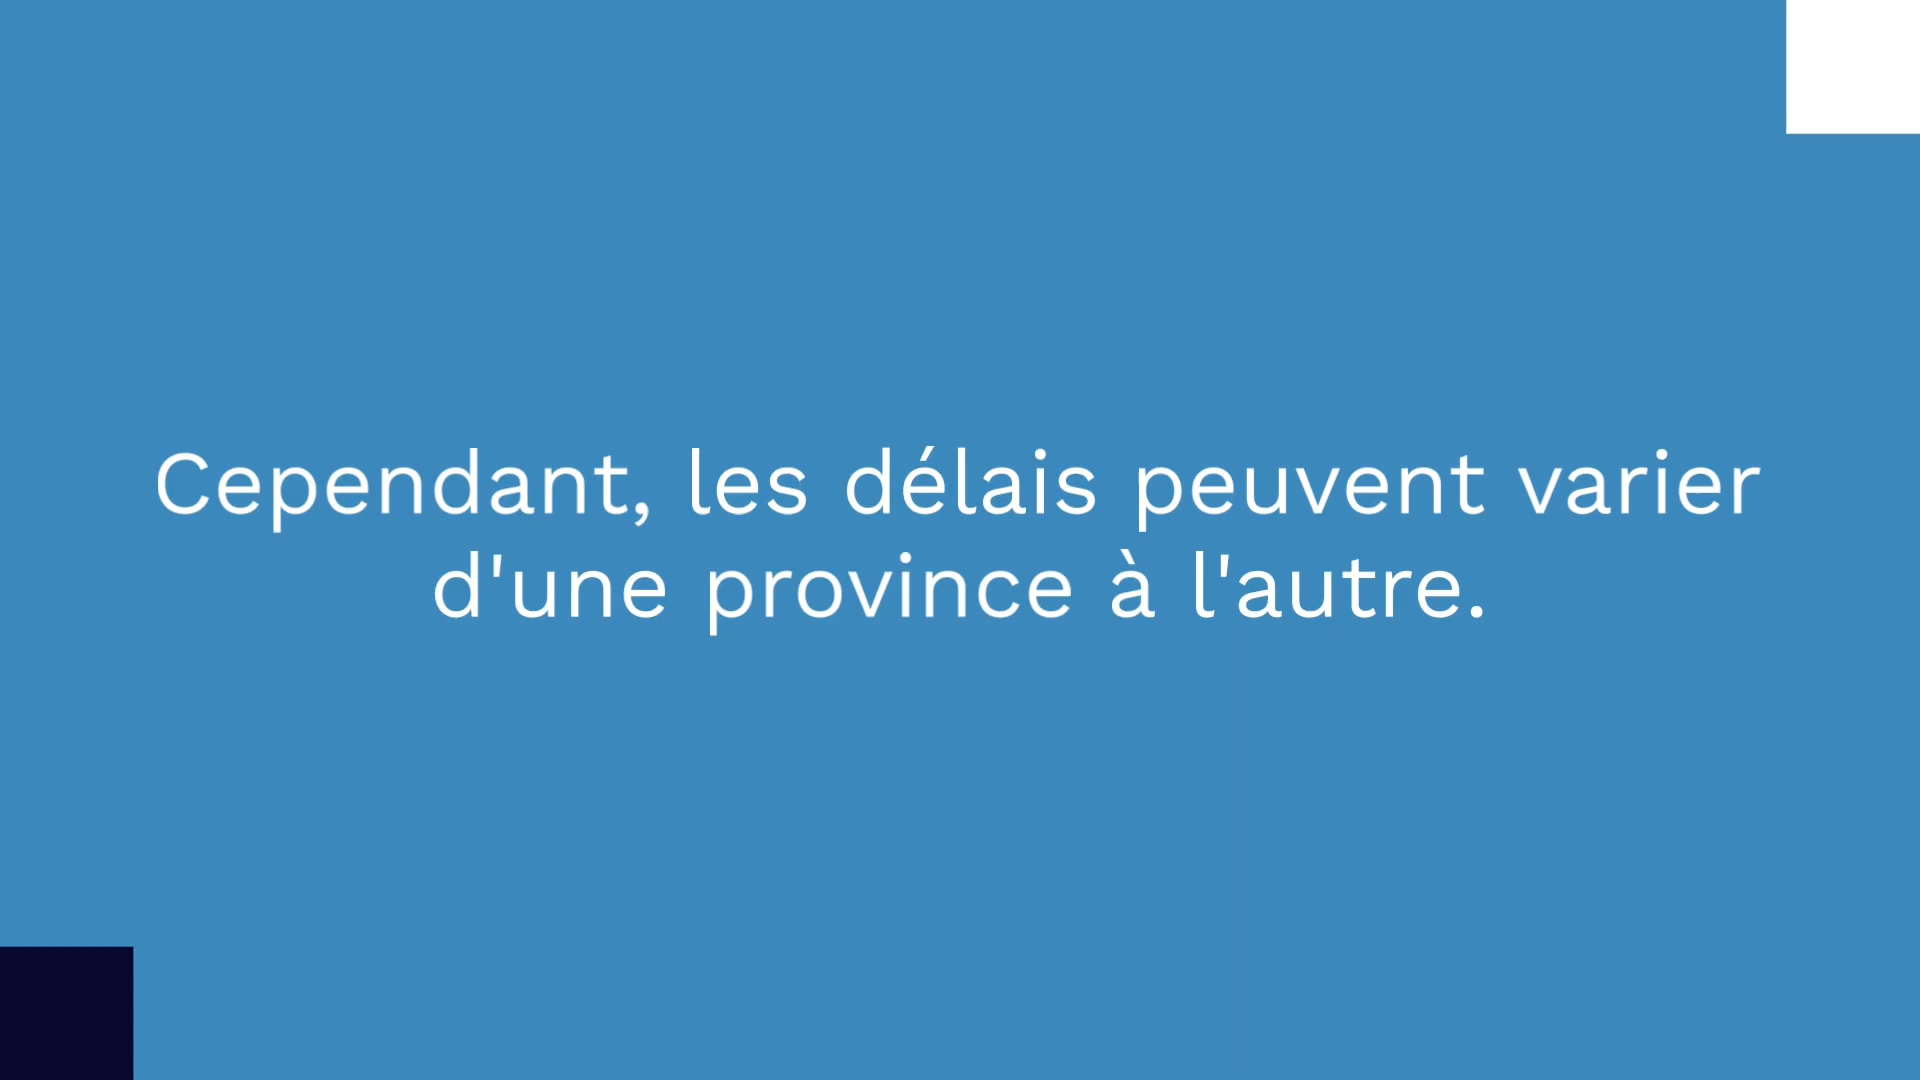 Cependant, les délais peuvent varier
d'une province à l'autre.